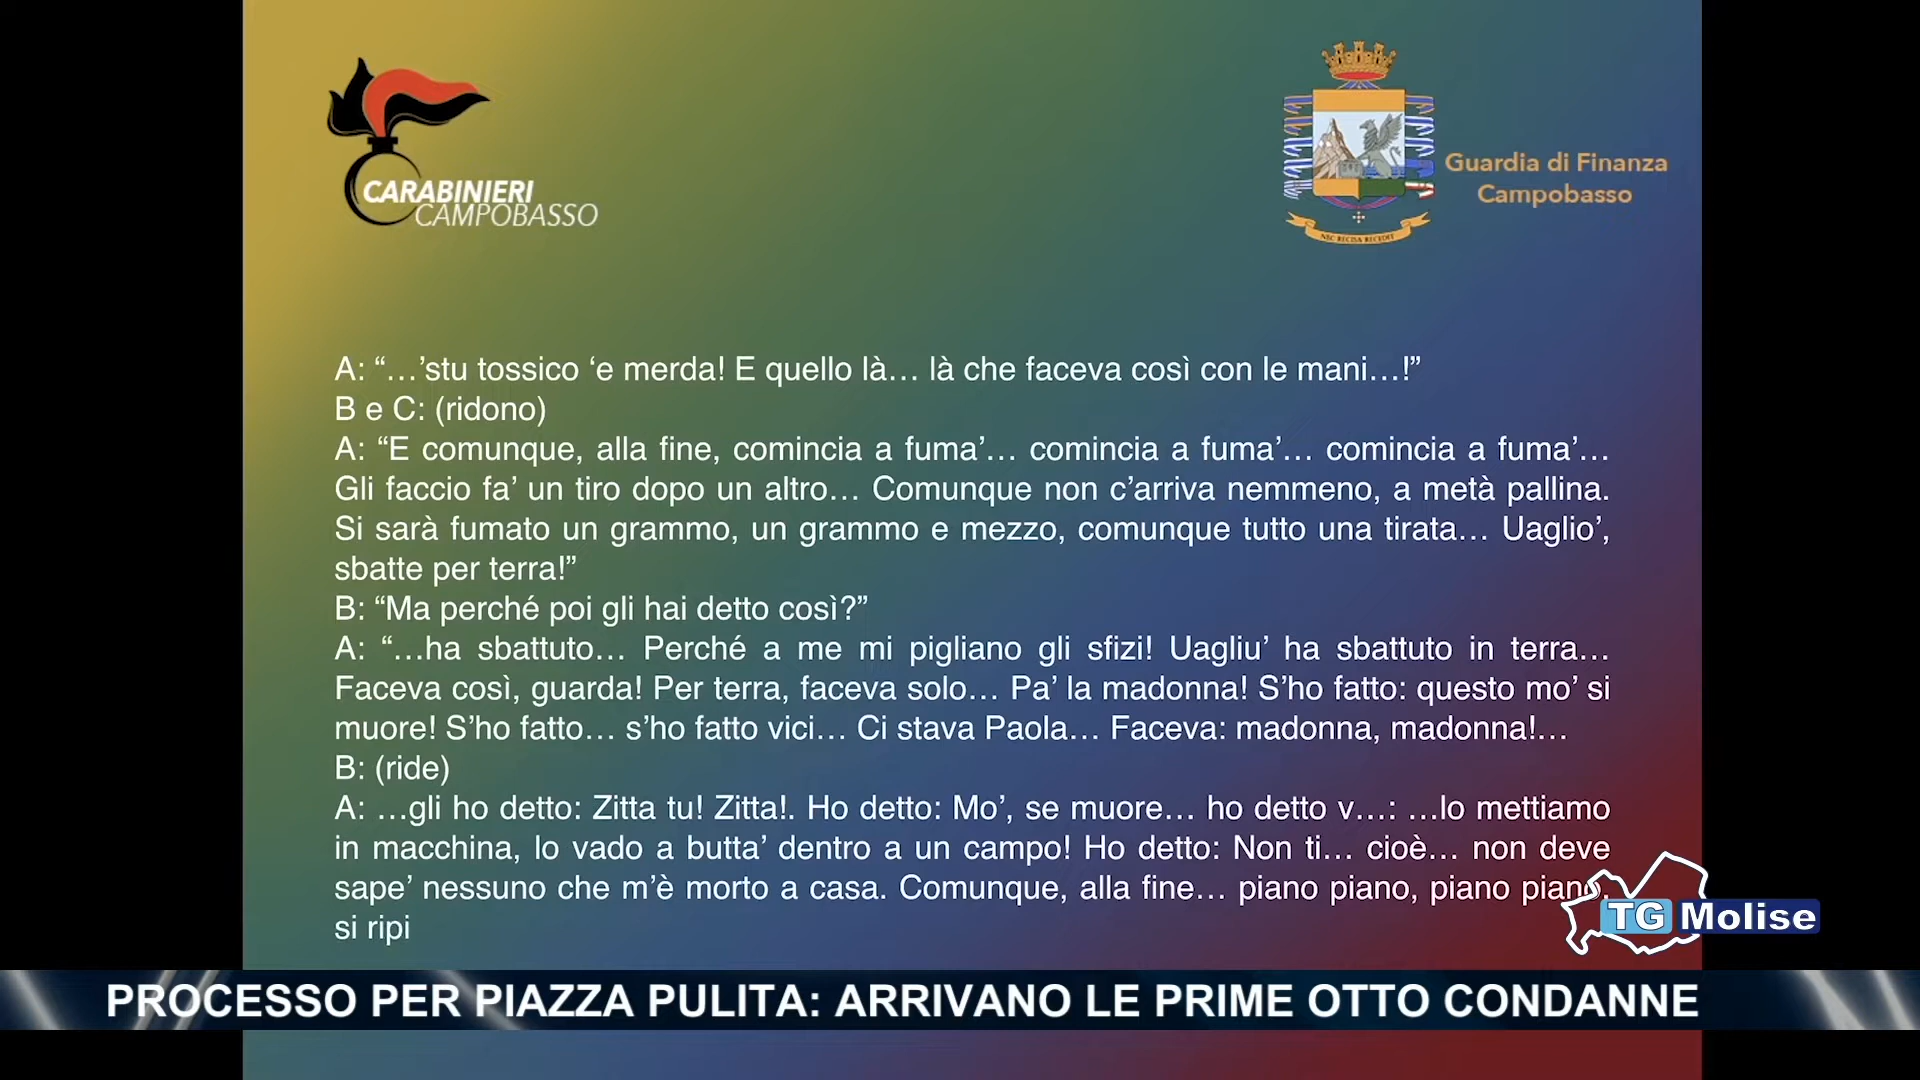 CARABINIERI
CAMPOBASSO
Guardia di Finanza
Campobasso
NEC RECISA RECEDIT
A: “…’stu tossico ‘e merda! E quello là… là che faceva così con le mani…!”
B e C: (ridono)
A: “E comunque, alla fine, comincia a fuma’… comincia a fuma’… comincia a fuma’…
Gli faccio fa’ un tiro dopo un altro… Comunque non c’arriva nemmeno, a metà pallina.
Si sarà fumato un grammo, un grammo e mezzo, comunque tutto una tirata… Uaglio’,
sbatte per terra!”
B: “Ma perché poi gli hai detto così?”
A: “…ha sbattuto… Perché a me mi pigliano gli sfizi! Uagliu’ ha sbattuto in terra…
Faceva così, guarda! Per terra, faceva solo… Pa’ la madonna! S’ho fatto: questo mo’ si
muore! S’ho fatto… s’ho fatto vici… Ci stava Paola… Faceva: madonna, madonna!…
B: (ride)
A: …gli ho detto: Zitta tu! Zitta!. Ho detto: Mo’, se muore… ho detto v…: …lo mettiamo
in macchina, lo vado a butta’ dentro a un campo! Ho detto: Non ti… cioè… non deve
sape’ nessuno che m’è morto a casa. Comunque, alla fine… piano piano, piano piano,
si ripi
TG Molise
PROCESSO PER PIAZZA PULITA: ARRIVANO LE PRIME OTTO CONDANNE